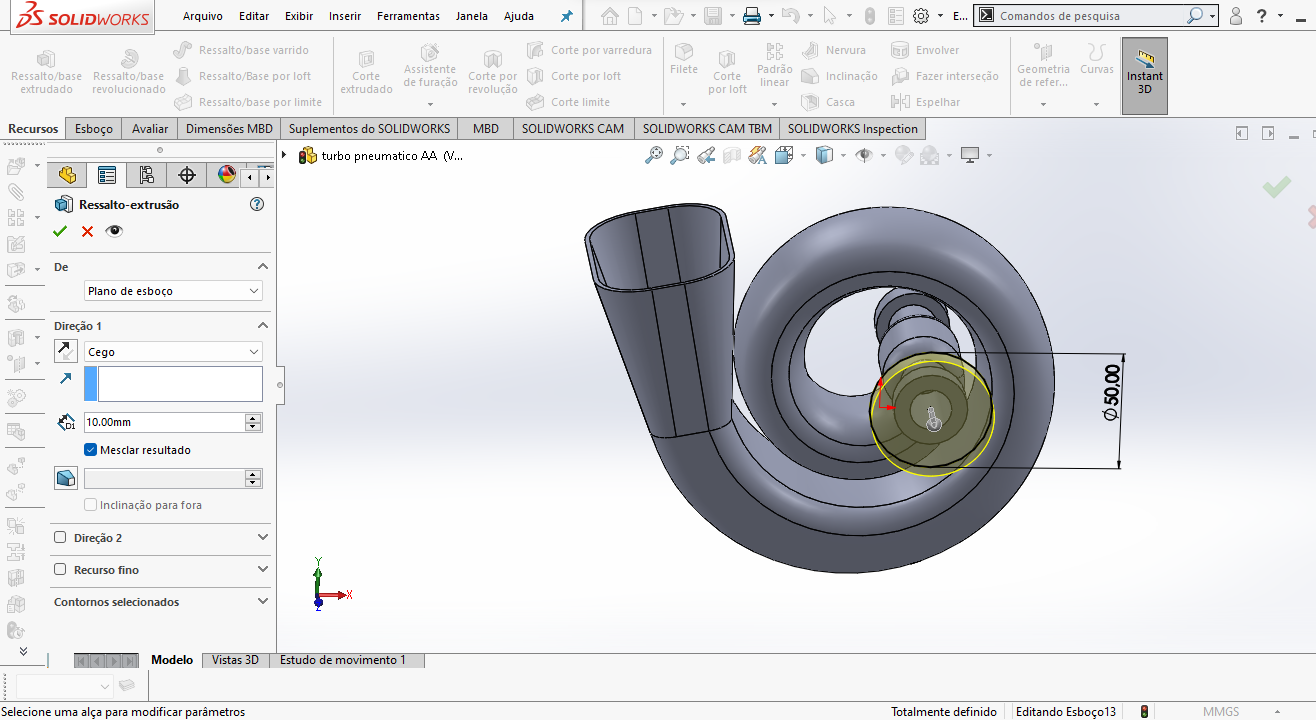 SOLIDWORKS Arquivo Editar Exibir Inserir Ferramentas Janela Ajuda E... Comandos de pesquisa ?
Ressalto/base extrudado
Ressalto/base revolucionado
Ressalto/base varrido
Ressalto/Base por loft
Ressalto/base por limite
Corte extrudado
Assistente de furação
Corte por revolução
Corte por varredura
Corte por loft
Corte limite
Filete
Corte por loft
Padrão linear
Nervura
Inclinação
Casca
Envolver
Fazer interseção
Espelhar
Geometria de refer...
Curvas
Instant 3D
Recursos Esboço Avaliar Dimensões MBD Suplementos do SOLIDWORKS MBD SOLIDWORKS CAM SOLIDWORKS CAM TBM SOLIDWORKS Inspection
turbo pneumatico AA (V...
Ressalto-extrusão
De
Plano de esboço
Direção 1
Cego
D1
10.00mm
Mesclar resultado
Inclinação para fora
Direção 2
Recurso fino
Contornos selecionados
Ø50,00
Y
X
Z
Modelo Vistas 3D Estudo de movimento 1
Selecione uma alça para modificar parâmetros Totalmente definido Editando Esboço13 MMGS